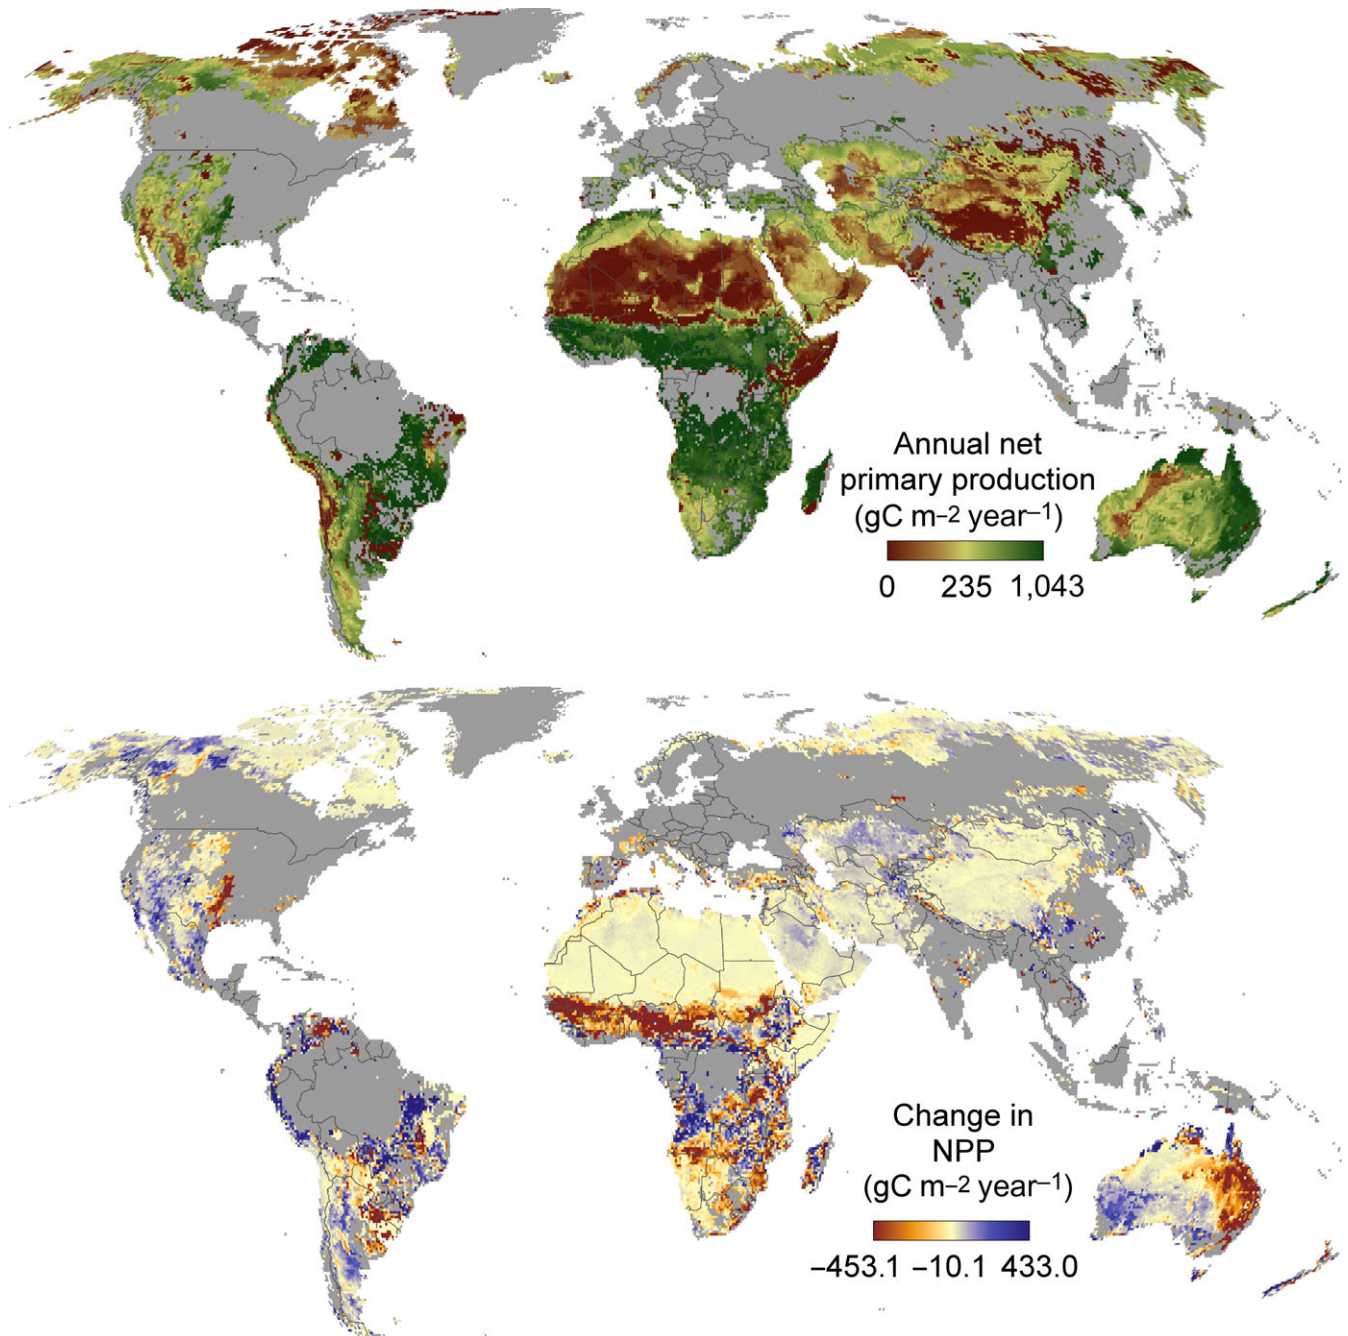 Annual net
primary production
(gC m–2 year–1)
0 235 1,043
Change in
NPP
(gC m–2 year–1)
–453.1 –10.1 433.0